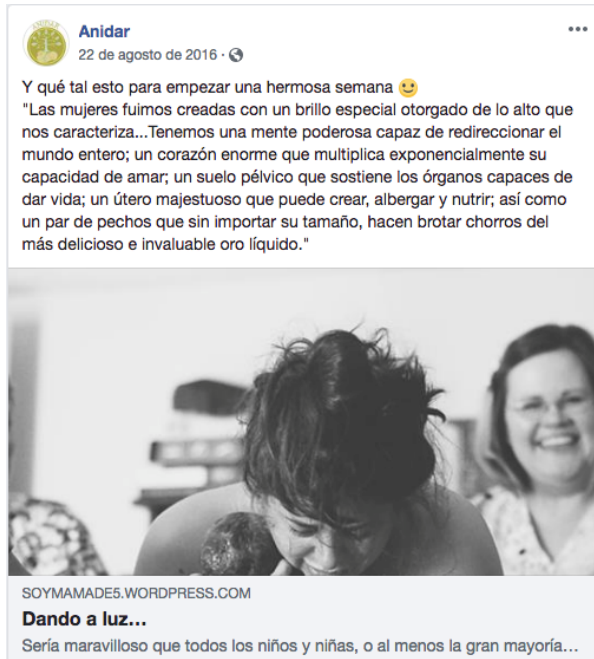 Anidar
22 de agosto de 2016 ·
Y qué tal esto para empezar una hermosa semana
"Las mujeres fuimos creadas con un brillo especial otorgado de lo alto que
nos caracteriza...Tenemos una mente poderosa capaz de redireccionar el
mundo entero; un corazón enorme que multiplica exponencialmente su
capacidad de amar; un suelo pélvico que sostiene los órganos capaces de
dar vida; un útero majestuoso que puede crear, albergar y nutrir; así como
un par de pechos que sin importar su tamaño, hacen brotar chorros del
más delicioso e invaluable oro líquido."
SOYMAMADE5.WORDPRESS.COM
Dando a luz...
Sería maravilloso que todos los niños y niñas, o al menos la gran mayoría...